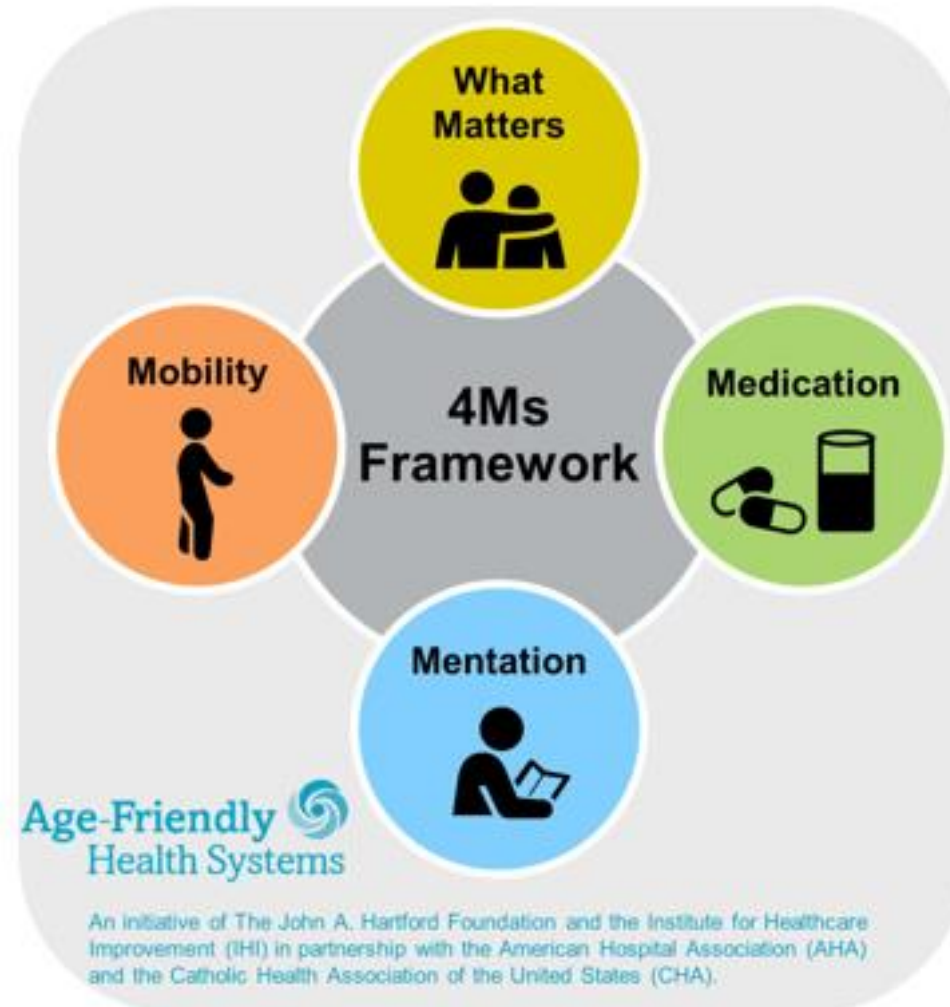 What
Matters
Mobility
4Ms
Framework
Medication
Mentation
Age-Friendly
Health Systems
An initiative of The John A. Hartford Foundation and the Institute for Healthcare
Improvement (IHI) in partnership with the American Hospital Association (AHA)
and the Catholic Health Association of the United States (CHA).